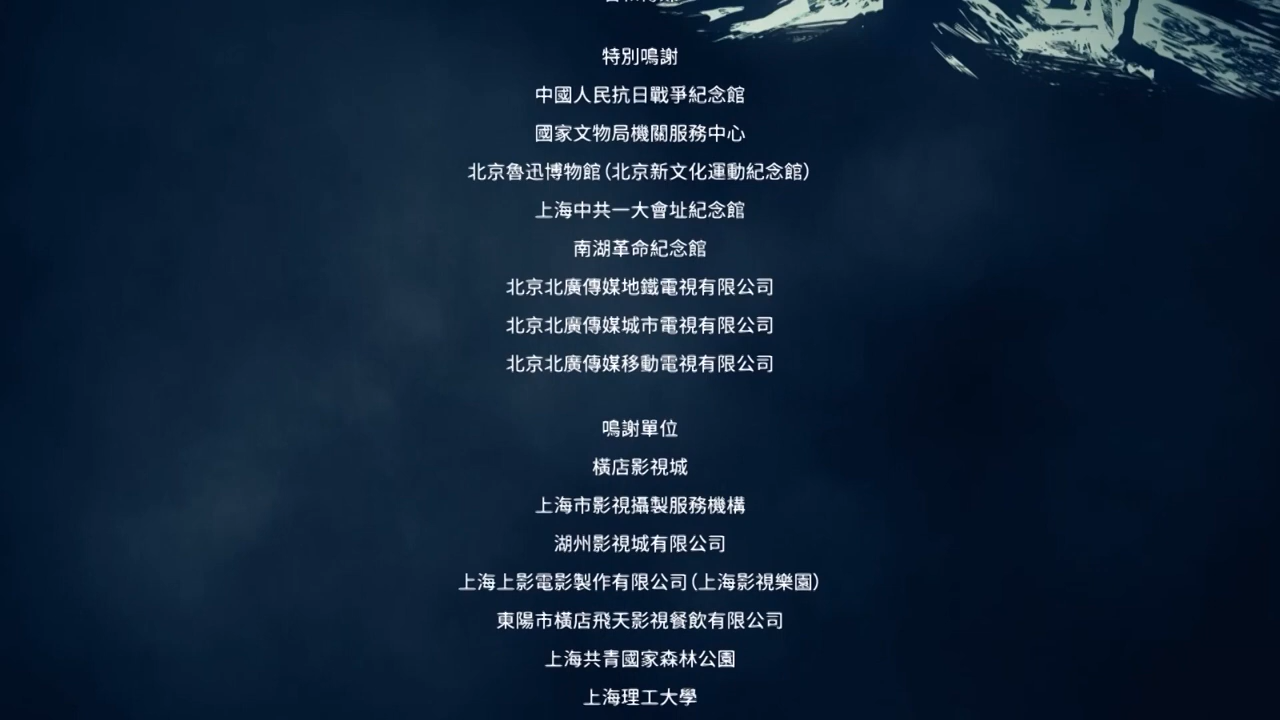 特別鳴謝
中國人民抗日戰爭紀念館
國家文物局機關服務中心
北京魯迅博物館(北京新文化運動紀念館)
上海中共一大會址紀念館
南湖革命紀念館
北京北廣傳媒地鐵電視有限公司
北京北廣傳媒城市電視有限公司
北京北廣傳媒移動電視有限公司
鳴謝單位
橫店影視城
上海市影視攝製服務機構
湖州影視城有限公司
上海上影電影製作有限公司(上海影視樂園)
東陽市橫店飛天影視餐飲有限公司
上海共青國家森林公園
上海理工大學